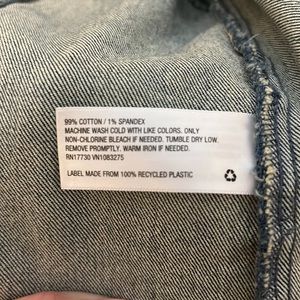 99% COTTON / 1% SPANDEX
MACHINE WASH COLD WITH LIKE COLORS. ONLY
NON-CHLORINE BLEACH IF NEEDED. TUMBLE DRY LOW.
REMOVE PROMPTLY. WARM IRON IF NEEDED.
RN17730 VN1083275
LABEL MADE FROM 100% RECYCLED PLASTIC